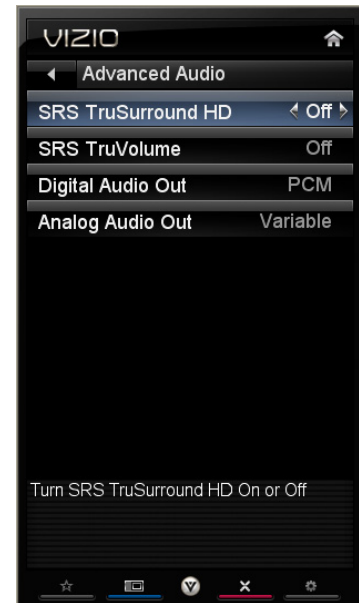 VIZIO
Advanced Audio
SRS TruSurround HD Off
SRS TruVolume Off
Digital Audio Out PCM
Analog Audio Out Variable
Turn SRS TruSurround HD On or Off
V